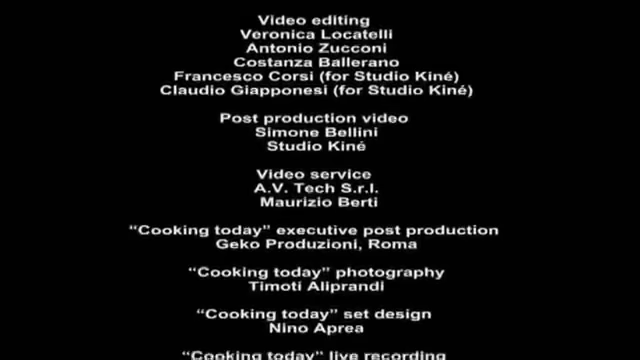 Video editing
Veronica Locatelli
Antonio Zucconi
Costanza Ballerano
Francesco Corsi (for Studio Kiné)
Claudio Giapponesi (for Studio Kiné)
Post production video
Simone Bellini
Studio Kiné
Video service
A.V. Tech S.r.l.
Maurizio Berti
“Cooking today” executive post production
Geko Produzioni, Roma
“Cooking today” photography
Timoti Aliprandi
“Cooking today” set design
Nino Aprea
“Cooking today” live recording